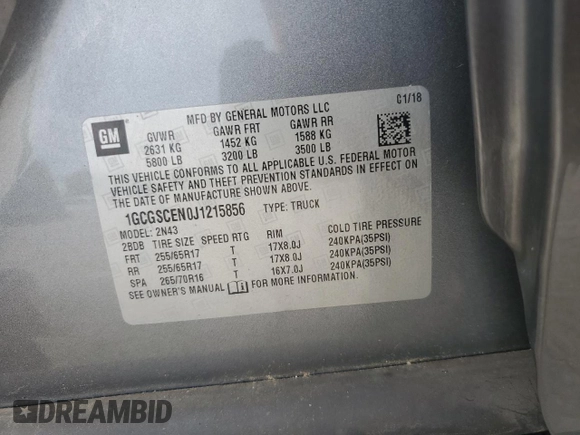 MFD BY GENERAL MOTORS LLC
01/18
GM
GVWR GAWR FRT GAWR RR
2631 KG 1452 KG 1588 KG
5800 LB 3200 LB 3500 LB
THIS VEHICLE CONFORMS TO ALL APPLICABLE U.S. FEDERAL MOTOR
VEHICLE SAFETY AND THEFT PREVENTION STANDARDS IN EFFECT ON
THE DATE OF MANUFACTURE SHOWN ABOVE.
1GCGSCEN0J1215856 TYPE: TRUCK
MODEL: 2N43
2BDB TIRE SIZE SPEED RTG RIM COLD TIRE PRESSURE
FRT 255/65R17 T 17X8.0J 240KPA(35PSI)
RR 255/65R17 T 17X8.0J 240KPA(35PSI)
SPA 265/70R16 T 16X7.0J 240KPA(35PSI)
SEE OWNER'S MANUAL FOR MORE INFORMATION.
DREAMBID